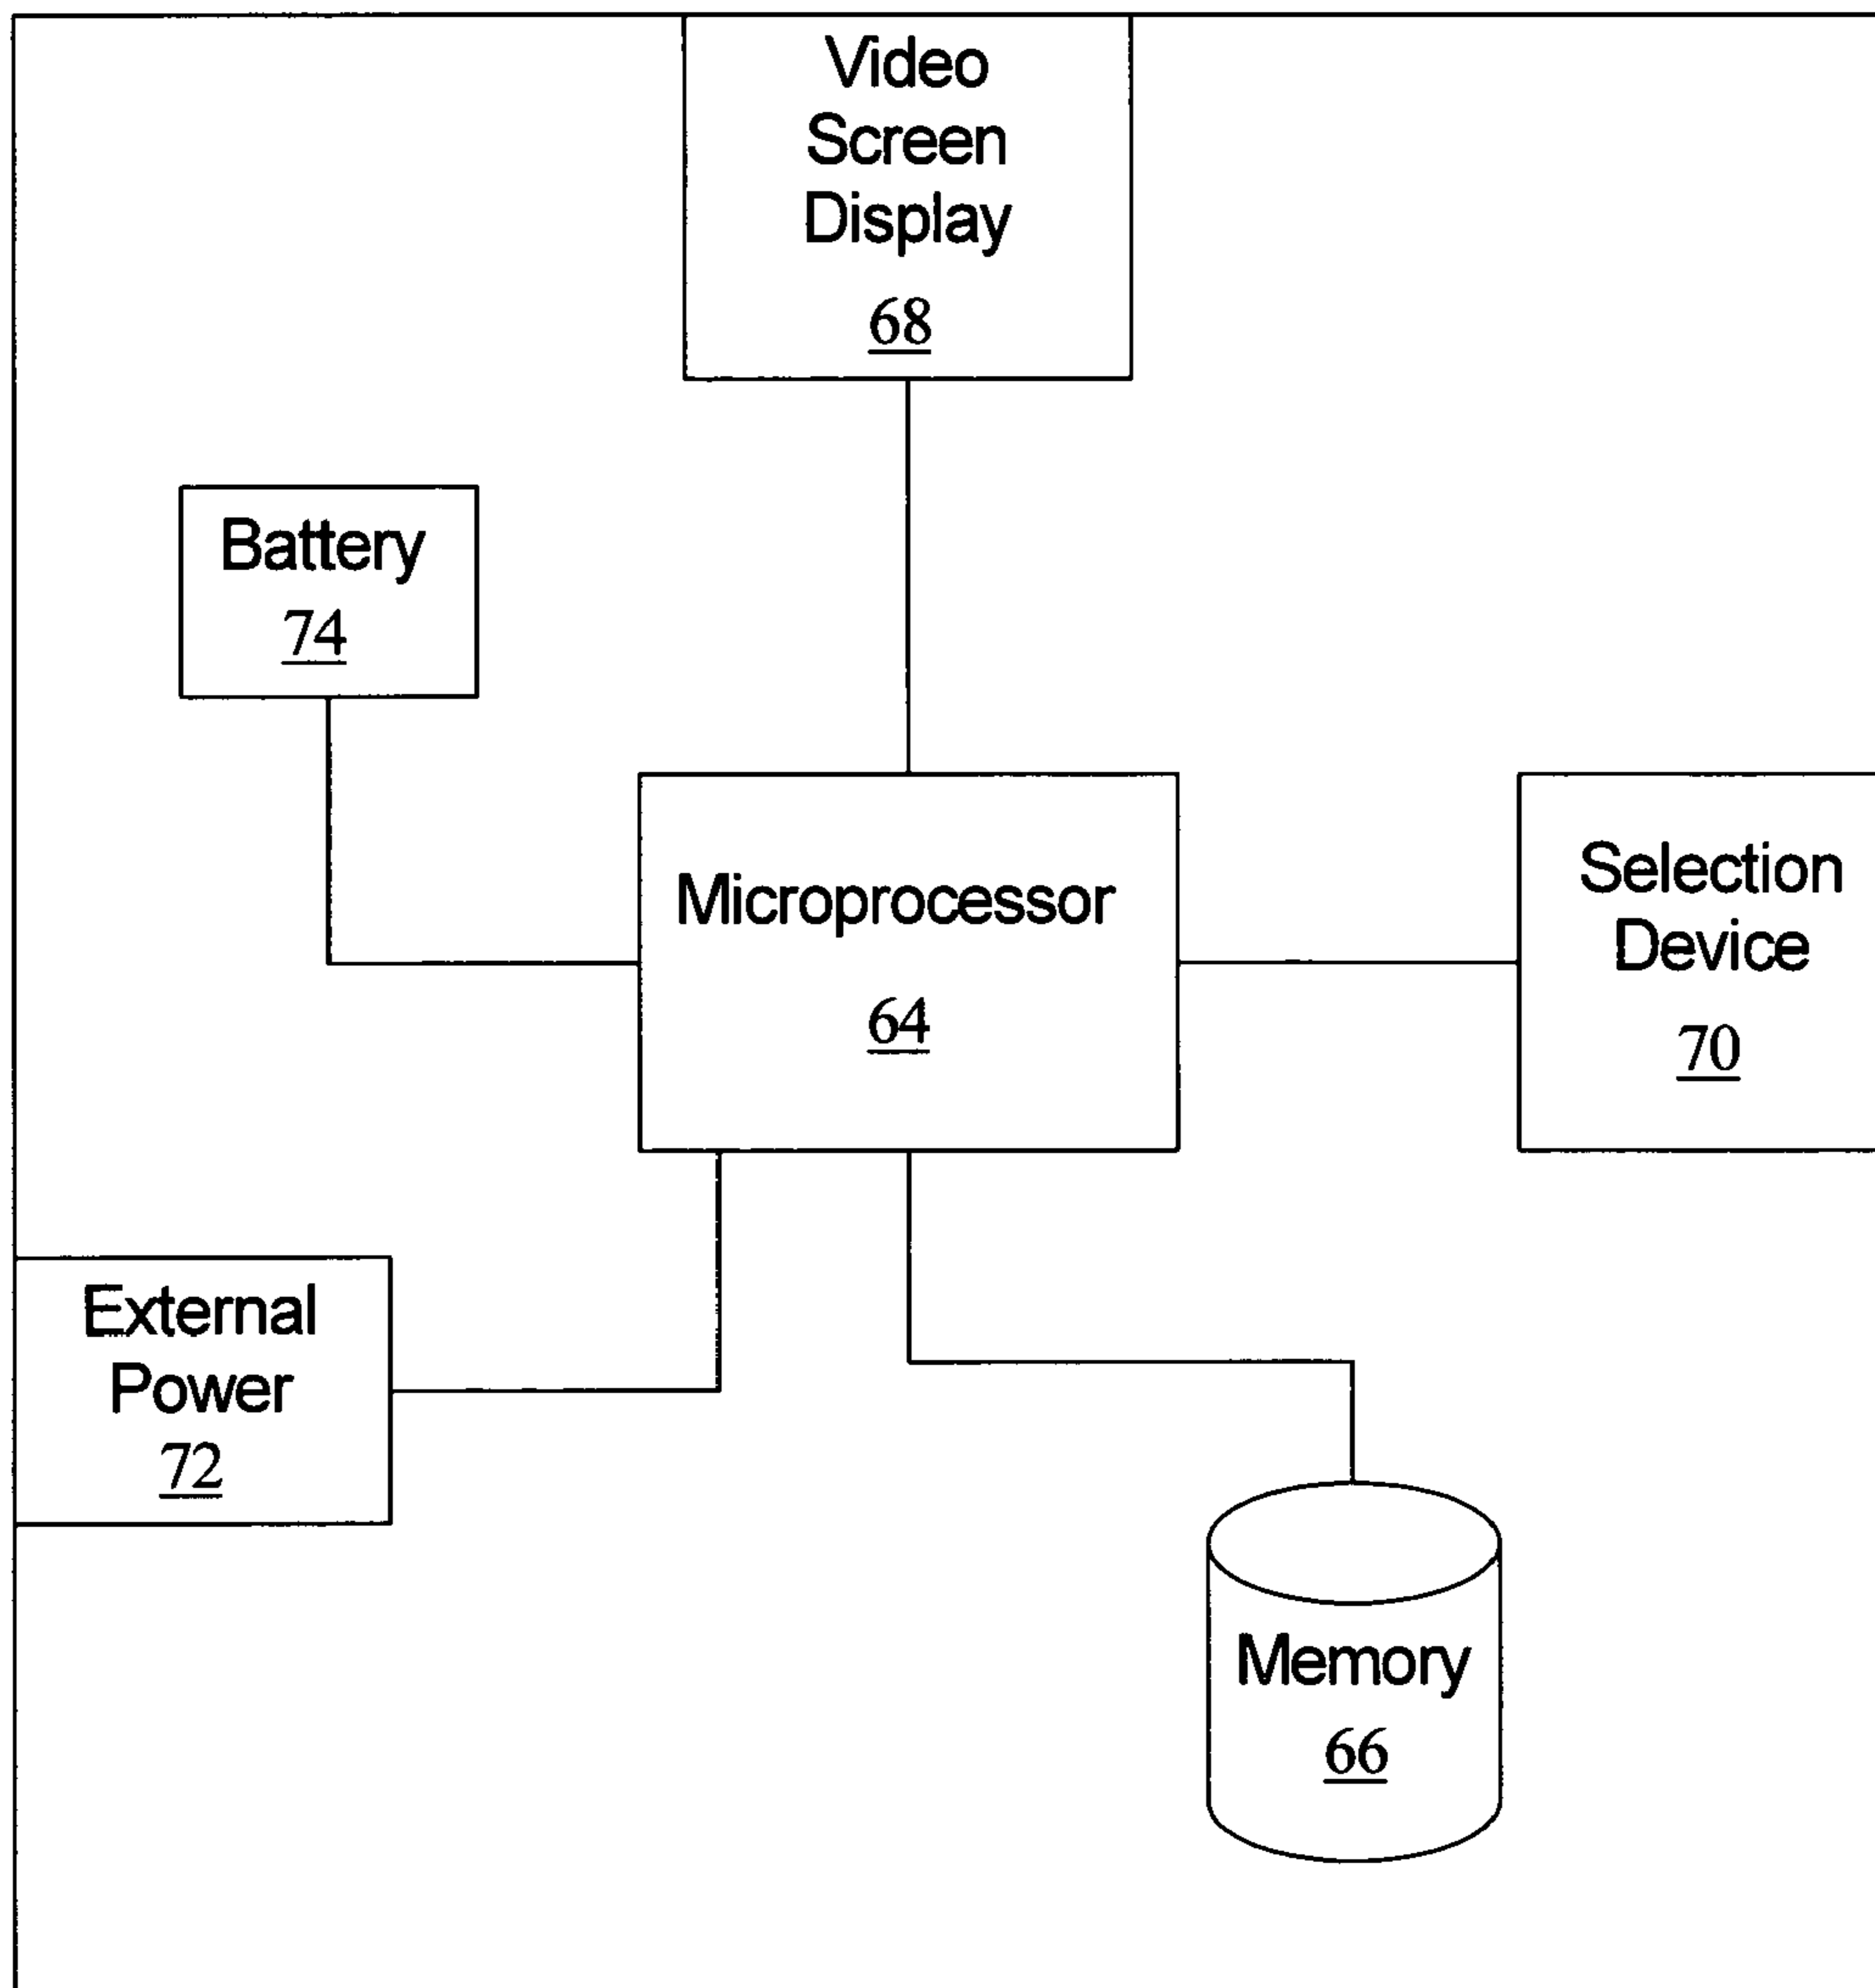 Video
Screen
Display
68
Battery
74
Microprocessor
64
Selection
Device
70
External
Power
72
Memory
66